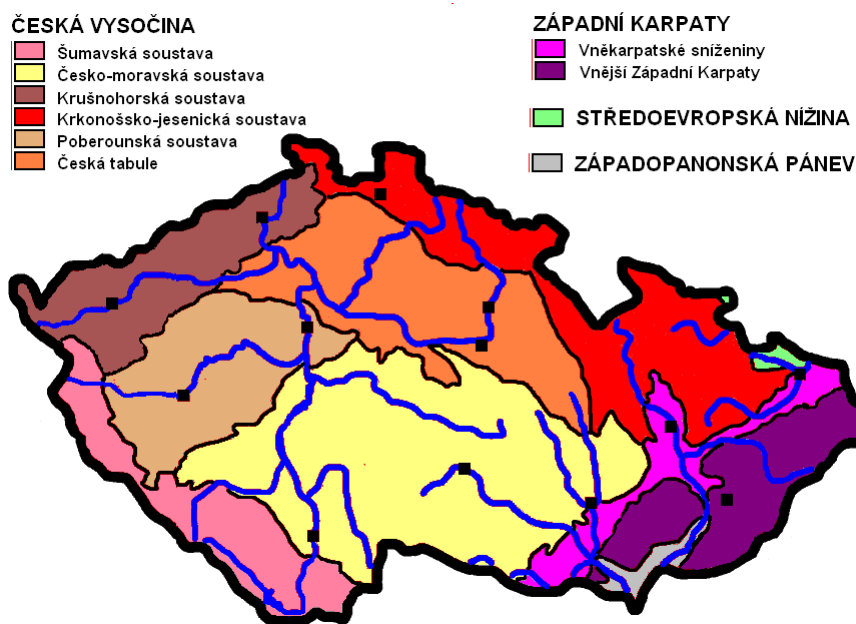 ČESKÁ VYSOČINA
Šumavská soustava
Česko-moravská soustava
Krušnohorská soustava
Krkonošsko-jesenická soustava
Poberounská soustava
Česká tabule
ZÁPADNÍ KARPATY
Vněkarpatské sníženiny
Vnější Západní Karpaty
STŘEDOEVROPSKÁ NÍŽINA
ZÁPADOPANONSKÁ PÁNEV